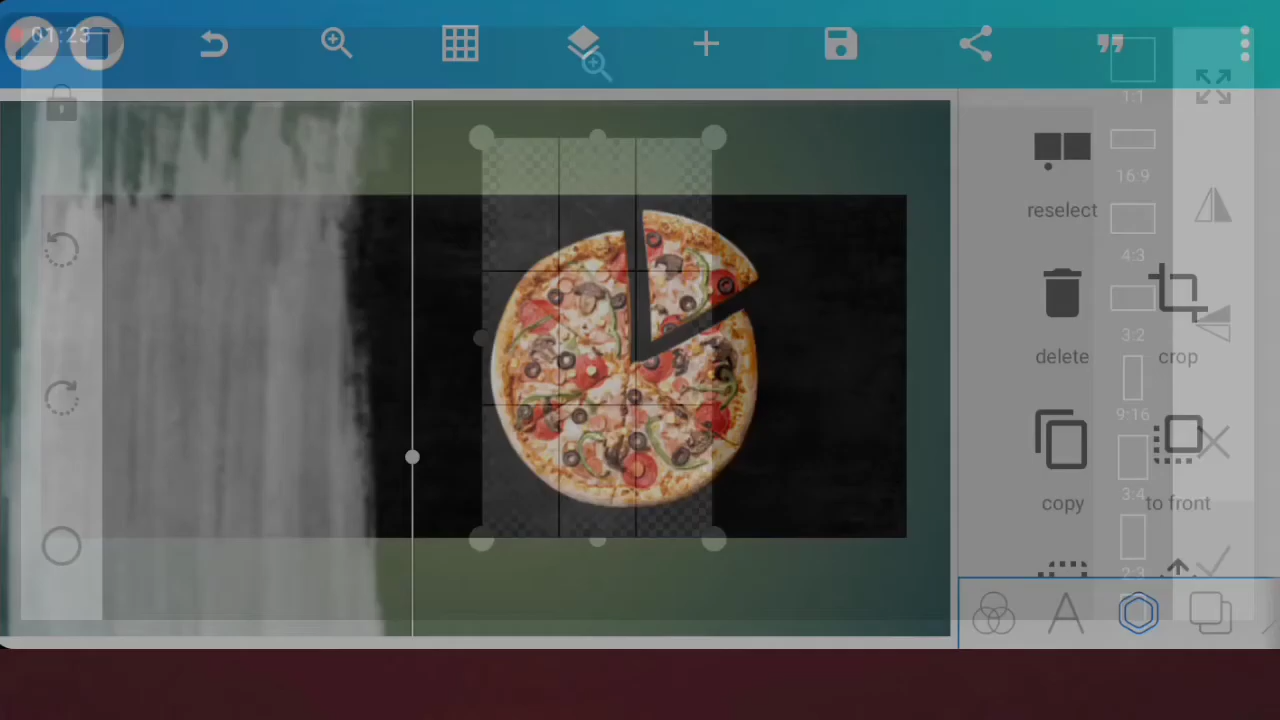 01:23
1:1
16:9
reselect
4:3
3:2
delete
crop
9:16
3:4
copy
to front
2:3
A